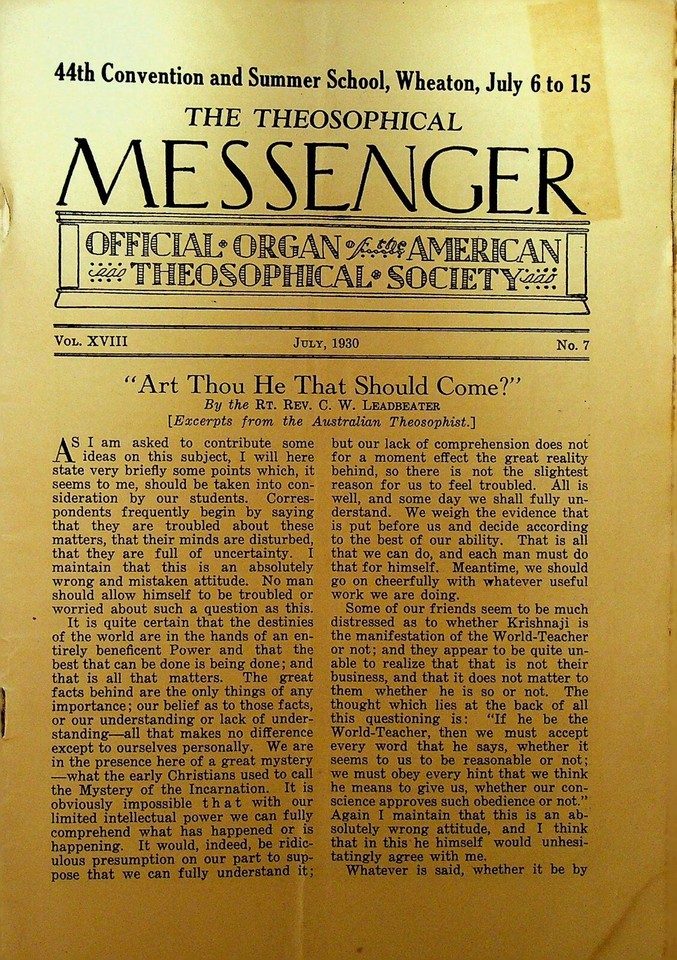 44th Convention and Summer School, Wheaton, July 6 to 15
THE THEOSOPHICAL
MESSENGER
OFFICIAL ORGAN for the AMERICAN
THEOSOPHICAL SOCIETY
VOL. XVIII JULY, 1930 No. 7
"Art Thou He That Should Come?"
By the RT. REV. C. W. LEADBEATER
[Excerpts from the Australian Theosophist.]
AS I am asked to contribute some
ideas on this subject, I will here
state very briefly some points which, it
seems to me, should be taken into con-
sideration by our students. Corres-
pondents frequently begin by saying
that they are troubled about these
matters, that their minds are disturbed,
that they are full of uncertainty. I
maintain that this is an absolutely
wrong and mistaken attitude. No man
should allow himself to be troubled or
worried about such a question as this.
It is quite certain that the destinies
of the world are in the hands of an en-
tirely beneficent Power and that the
best that can be done is being done; and
that is all that matters. The great
facts behind are the only things of any
importance; our belief as to those facts,
or our understanding or lack of under-
standing—all that makes no difference
except to ourselves personally. We are
in the presence here of a great mystery
—what the early Christians used to call
the Mystery of the Incarnation. It is
obviously impossible that with our
limited intellectual power we can fully
comprehend what has happened or is
happening. It would, indeed, be ridic-
ulous presumption on our part to sup-
pose that we can fully understand it;
but our lack of comprehension does not
for a moment effect the great reality
behind, so there is not the slightest
reason for us to feel troubled. All is
well, and some day we shall fully un-
derstand. We weigh the evidence that
is put before us and decide according
to the best of our ability. That is all
that we can do, and each man must do
that for himself. Meantime, we should
go on cheerfully with whatever useful
work we are doing.
Some of our friends seem to be much
distressed as to whether Krishnaji is
the manifestation of the World-Teacher
or not; and they appear to be quite un-
able to realize that that is not their
business, and that it does not matter to
them whether he is so or not. The
thought which lies at the back of all
this questioning is: "If he be the
World-Teacher, then we must accept
every word that he says, whether it
seems to us to be reasonable or not;
we must obey every hint that we think
he means to give us, whether our con-
science approves such obedience or not."
Again I maintain that this is an ab-
solutely wrong attitude, and I think
that in this he himself would unhesi-
tatingly agree with me.
Whatever is said, whether it be by